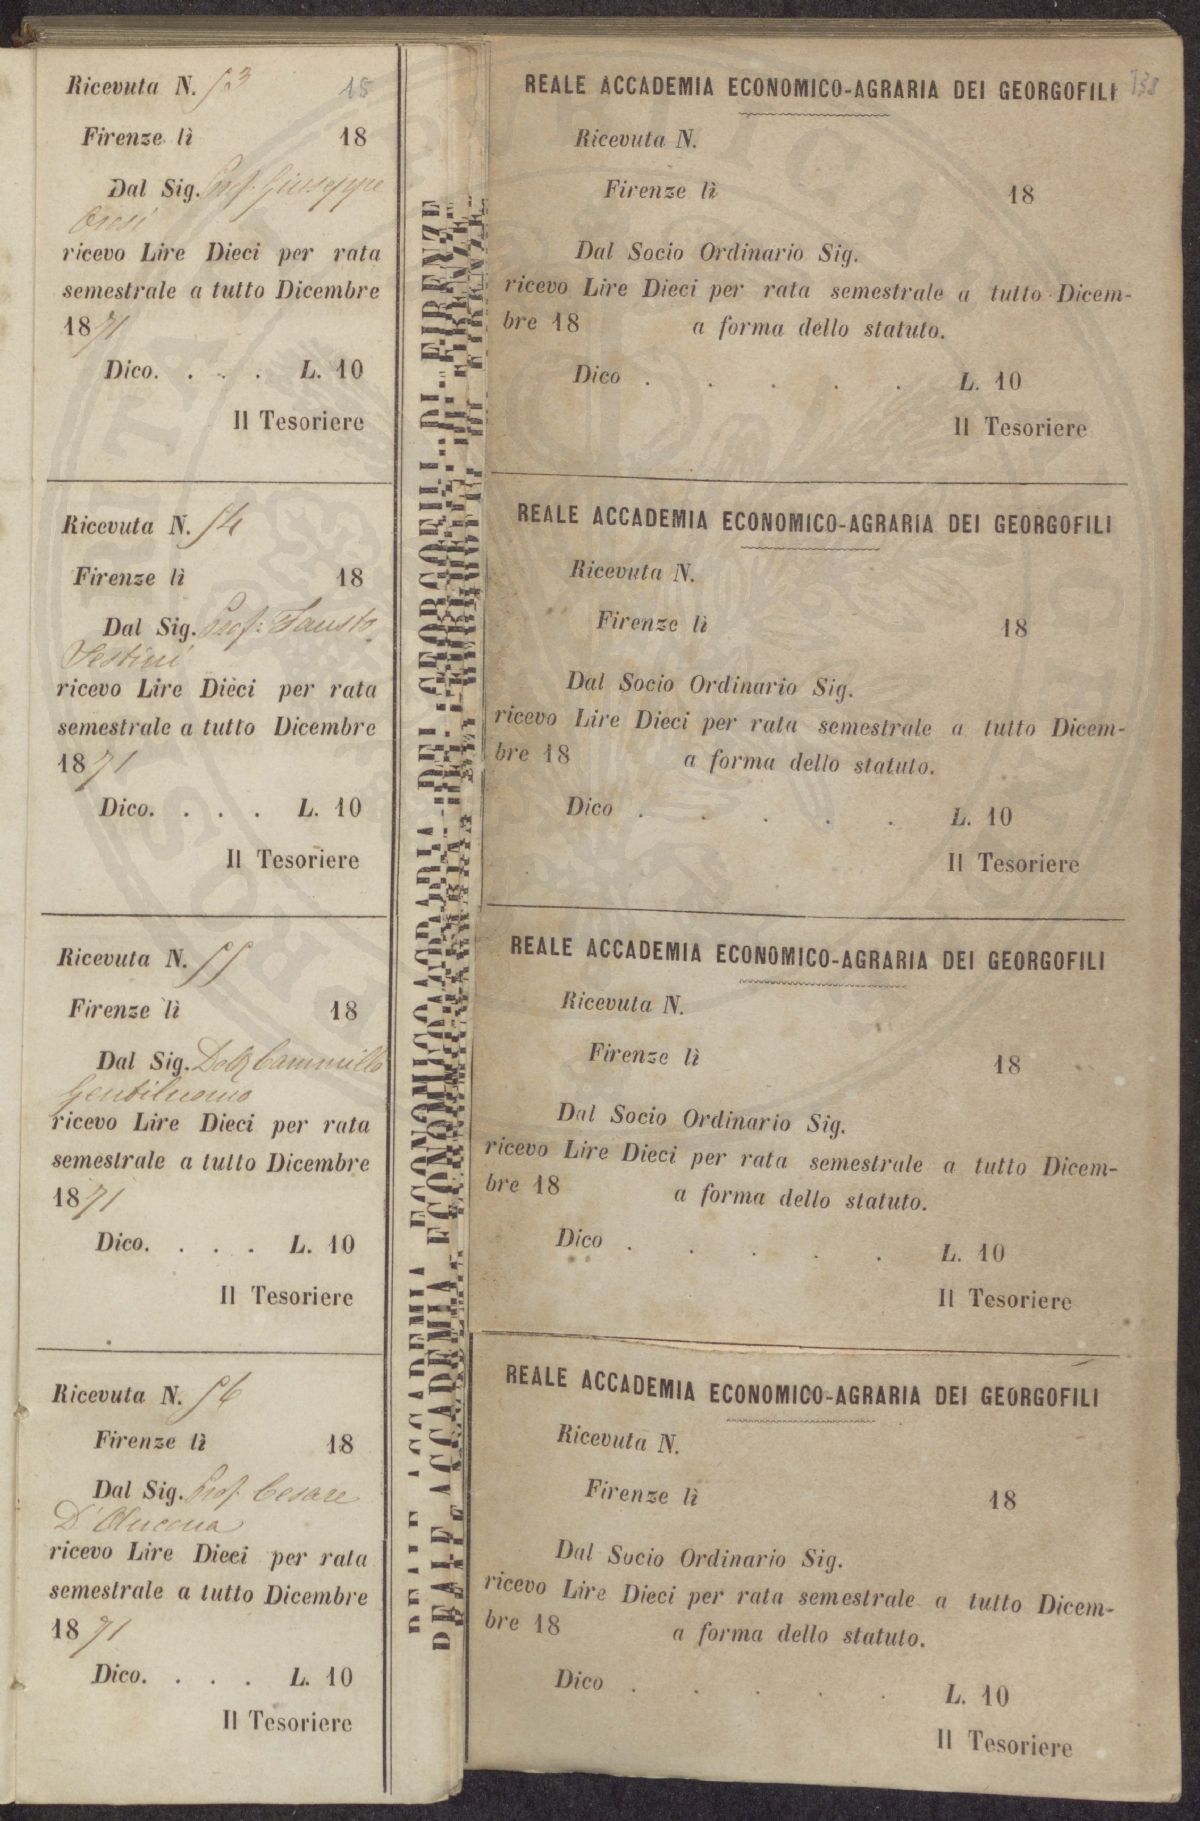 Ricevuta N. 53 18
Firenze lì 18
Dal Sig. Prof. Giuseppe
Orosi
ricevo Lire Dieci per rata
semestrale a tutto Dicembre
1871
Dico. . . . L. 10
Il Tesoriere
Ricevuta N. 54
Firenze lì 18
Dal Sig. Prof: Fausto
Sestini
ricevo Lire Dieci per rata
semestrale a tutto Dicembre
1871
Dico. . . . L. 10
Il Tesoriere
Ricevuta N. 55
Firenze lì 18
Dal Sig. Dott Cammillo
Gentiluomo
ricevo Lire Dieci per rata
semestrale a tutto Dicembre
1871
Dico. . . . L. 10
Il Tesoriere
Ricevuta N. 56
Firenze lì 18
Dal Sig. Prof. Cesare
D'Ancona
ricevo Lire Dieci per rata
semestrale a tutto Dicembre
1871
Dico. . . . L. 10
Il Tesoriere
REALE ACCADEMIA ECONOMICO-AGRARIA DEI GEORGOFILI DI FIRENZE
REALE ACCADEMIA ECONOMICO-AGRARIA DEI GEORGOFILI 138
Ricevuta N.
Firenze lì 18
Dal Socio Ordinario Sig.
ricevo Lire Dieci per rata semestrale a tutto Dicem-
bre 18 a forma dello statuto.
Dico . . . . . L. 10
Il Tesoriere
REALE ACCADEMIA ECONOMICO-AGRARIA DEI GEORGOFILI
Ricevuta N.
Firenze lì 18
Dal Socio Ordinario Sig.
ricevo Lire Dieci per rata semestrale a tutto Dicem-
bre 18 a forma dello statuto.
Dico . . . . . L. 10
Il Tesoriere
REALE ACCADEMIA ECONOMICO-AGRARIA DEI GEORGOFILI
Ricevuta N.
Firenze lì 18
Dal Socio Ordinario Sig.
ricevo Lire Dieci per rata semestrale a tutto Dicem-
bre 18 a forma dello statuto.
Dico . . . . . L. 10
Il Tesoriere
REALE ACCADEMIA ECONOMICO-AGRARIA DEI GEORGOFILI
Ricevuta N.
Firenze lì 18
Dal Socio Ordinario Sig.
ricevo Lire Dieci per rata semestrale a tutto Dicem-
bre 18 a forma dello statuto.
Dico . . . . . L. 10
Il Tesoriere